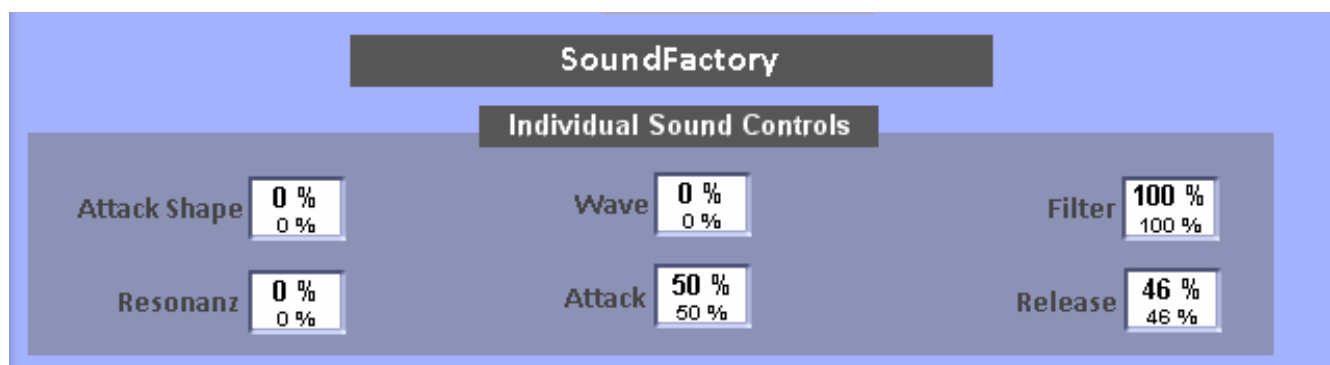 SoundFactory
Individual Sound Controls
Attack Shape 0 % 0 %
Wave 0 % 0 %
Filter 100 % 100 %
Resonanz 0 % 0 %
Attack 50 % 50 %
Release 46 % 46 %